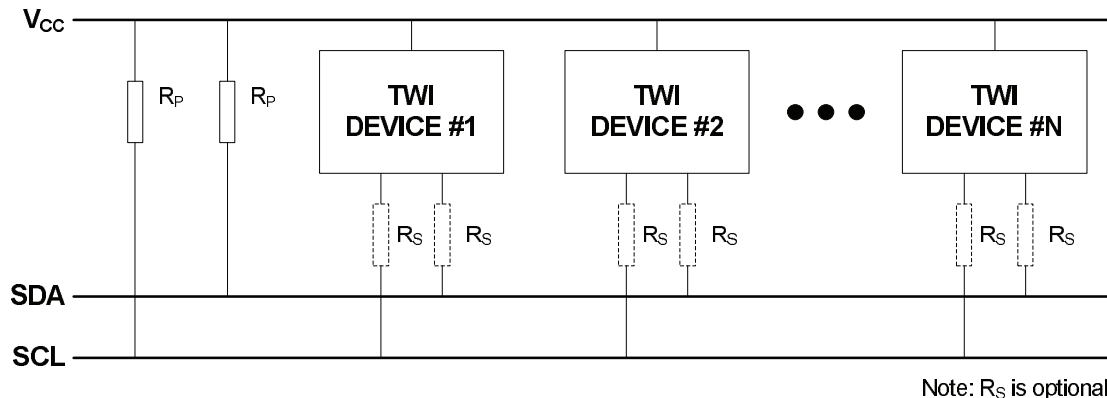 VCC
RP
RP
TWI
DEVICE #1
TWI
DEVICE #2
TWI
DEVICE #N
RS
RS
RS
RS
RS
RS
SDA
SCL
Note: RS is optional